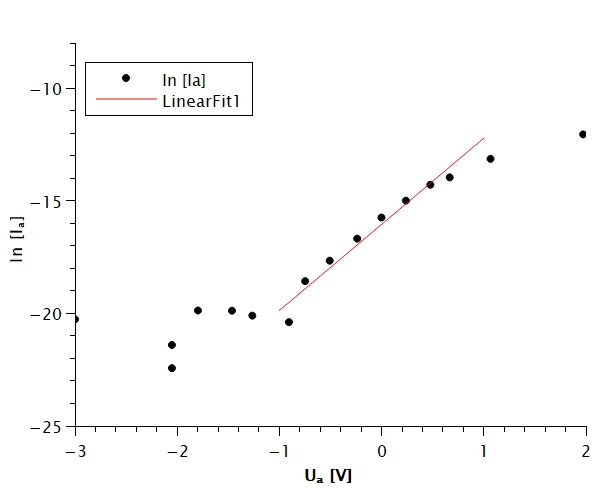 ln [Ia]
LinearFit1
−10
−15
−20
−25
ln [Iₐ]
−3 −2 −1 0 1 2
Uₐ [V]